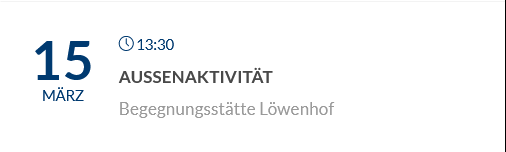 15
MÄRZ
13:30
AUSSENAKTIVITÄT
Begegnungsstätte Löwenhof